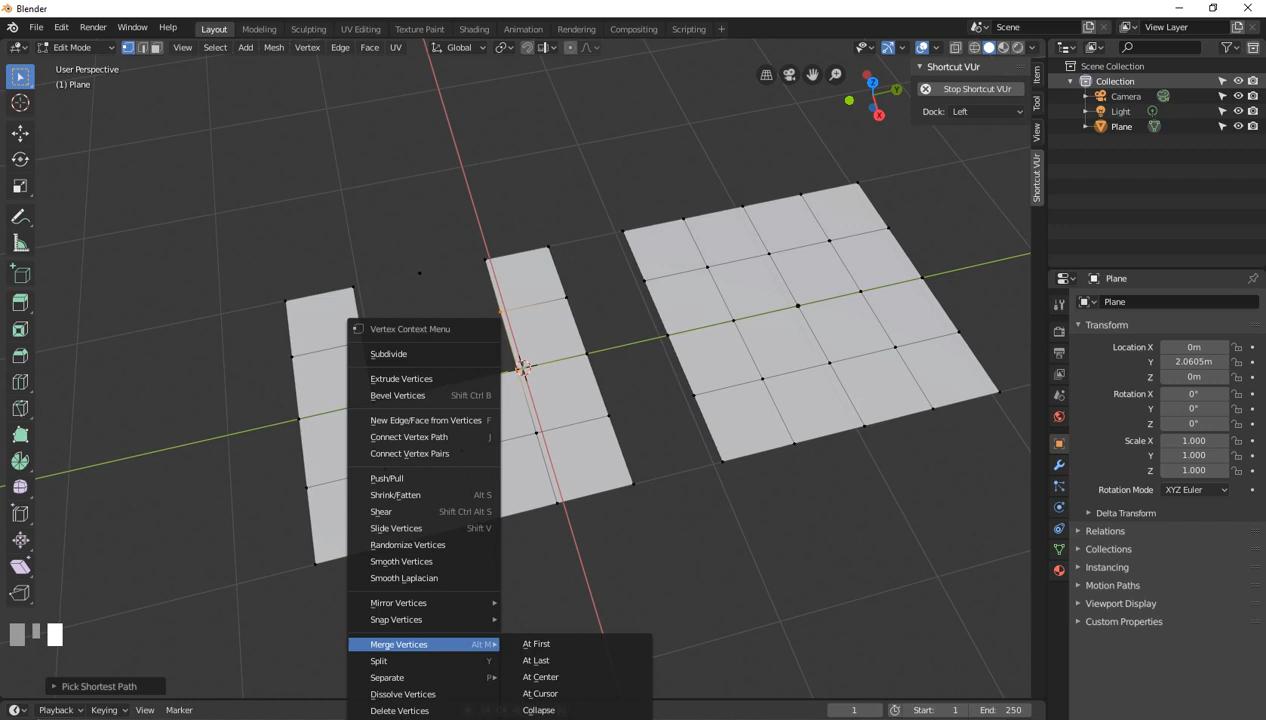 Blender
File Edit Render Window Help Layout Modeling Sculpting UV Editing Texture Paint Shading Animation Rendering Compositing Scripting + Scene View Layer
Edit Mode View Select Add Mesh Vertex Edge Face UV Global
User Perspective
(1) Plane
Shortcut VUr
Stop Shortcut VUr
Dock: Left
Item
Tool
View
Shortcut VUr
Z
Y
X
Scene Collection
Collection
Camera
Light
Plane
Plane
Plane
Transform
Location X 0m
Y 2.0605m
Z 0m
Rotation X 0°
Y 0°
Z 0°
Scale X 1.000
Y 1.000
Z 1.000
Rotation Mode XYZ Euler
Delta Transform
Relations
Collections
Instancing
Motion Paths
Viewport Display
Custom Properties
Vertex Context Menu
Subdivide
Extrude Vertices
Bevel Vertices Shift Ctrl B
New Edge/Face from Vertices F
Connect Vertex Path J
Connect Vertex Pairs
Push/Pull
Shrink/Fatten Alt S
Shear Shift Ctrl Alt S
Slide Vertices Shift V
Randomize Vertices
Smooth Vertices
Smooth Laplacian
Mirror Vertices
Snap Vertices
Merge Vertices Alt M
Split Y
Separate P
Dissolve Vertices
Delete Vertices
At First
At Last
At Center
At Cursor
Collapse
Pick Shortest Path
Playback Keying View Marker 1 Start: 1 End: 250